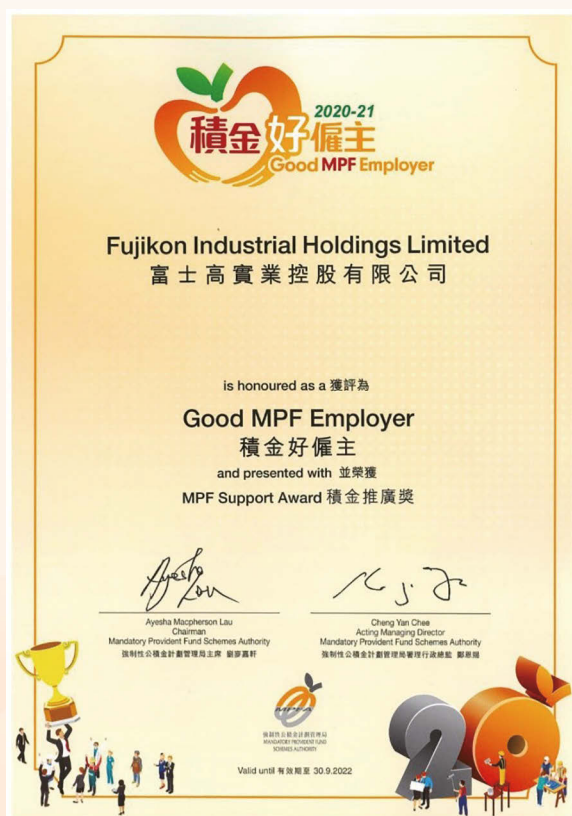 2020-21
積金好僱主
Good MPF Employer
Fujikon Industrial Holdings Limited
富士高實業控股有限公司
is honoured as a 獲評為
Good MPF Employer
積金好僱主
and presented with 並榮獲
MPF Support Award 積金推廣獎
Ayesha Macpherson Lau
Chairman
Mandatory Provident Fund Schemes Authority
強制性公積金計劃管理局主席 劉麥嘉軒
Cheng Yan Chee
Acting Managing Director
Mandatory Provident Fund Schemes Authority
強制性公積金計劃管理局署理行政總監 鄭恩賜
MPFA
強制性公積金計劃管理局
MANDATORY PROVIDENT FUND
SCHEMES AUTHORITY
Valid until 有效期至 30.9.2022
20